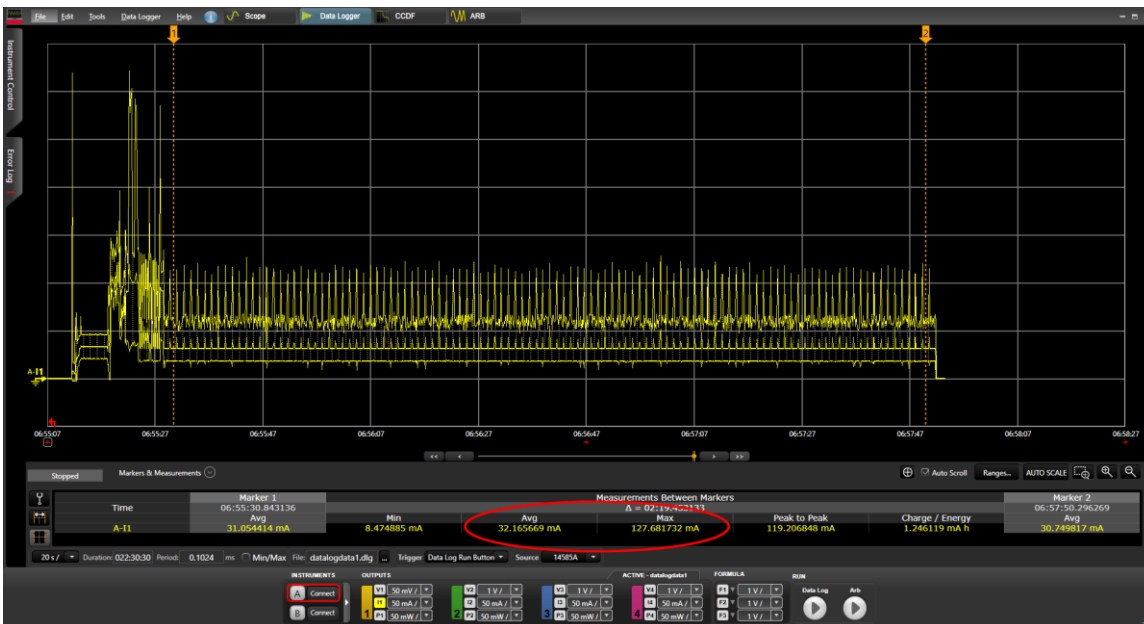 File Edit Tools Data Logger Help Scope Data Logger CCDF ARB
Instrument Control
Error Log
1
2
A-I1
06:55:07 06:55:27 06:55:47 06:56:07 06:56:27 06:56:47 06:57:07 06:57:27 06:57:47 06:58:07 06:58:27
<< < > >>
Stopped Markers & Measurements Auto Scroll Ranges... AUTO SCALE
Marker 1 Measurements Between Markers Marker 2
Time 06:55:30.843136 Δ = 02:19.453133 06:57:50.296269
Avg Min Avg Max Peak to Peak Charge / Energy Avg
A-I1 31.054414 mA 8.474885 mA 32.165669 mA 127.681732 mA 119.206848 mA 1.246119 mA h 30.749817 mA
20 s / Duration: 022:30:30 Period: 0.1024 ms Min/Max File: datalogdata1.dlg ... Trigger Data Log Run Button Source 14585A
INSTRUMENTS OUTPUTS ACTIVE - datalogdata1 FORMULA RUN
A Connect V1 50 mV / V2 1 V / V3 1 V / V4 1 V / F1 1 V / Data Log Arb
I1 50 mA / I2 50 mA / I3 50 mA / I4 50 mA / F2 1 V /
B Connect 1 P1 50 mW / 2 P2 50 mW / 3 P3 50 mW / 4 P4 50 mW / F3 1 V /